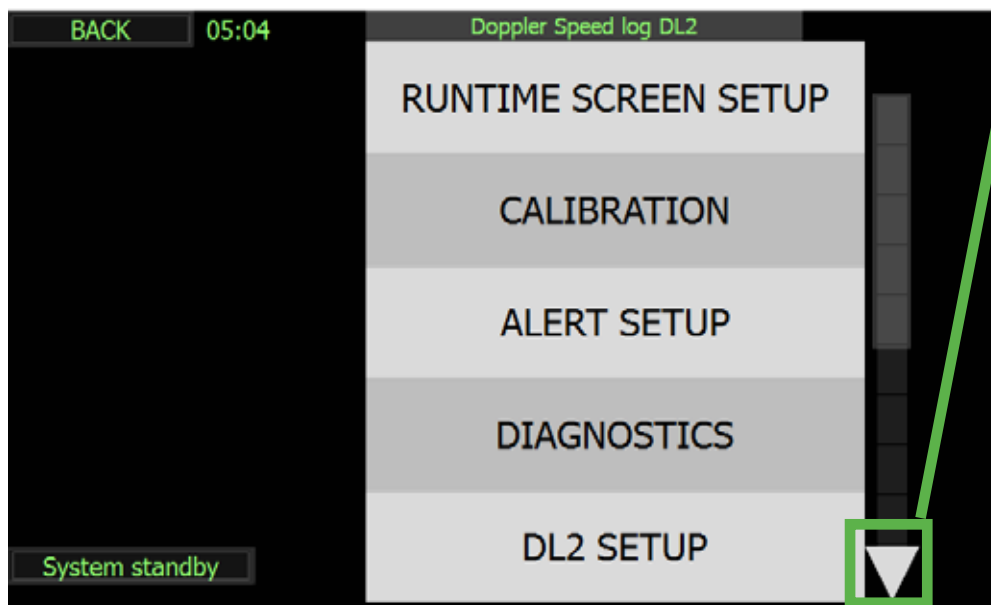 BACK 05:04 Doppler Speed log DL2
RUNTIME SCREEN SETUP
CALIBRATION
ALERT SETUP
DIAGNOSTICS
DL2 SETUP
System standby